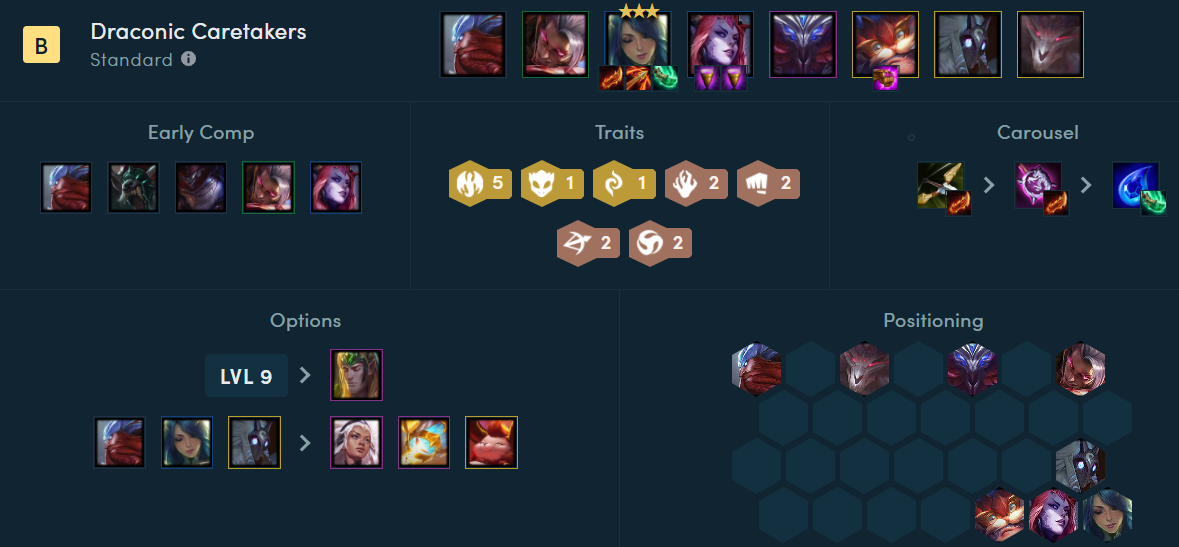 B
Draconic Caretakers
Standard
Early Comp
Traits
Carousel
5
1
1
2
2
2
2
Options
Positioning
LVL 9